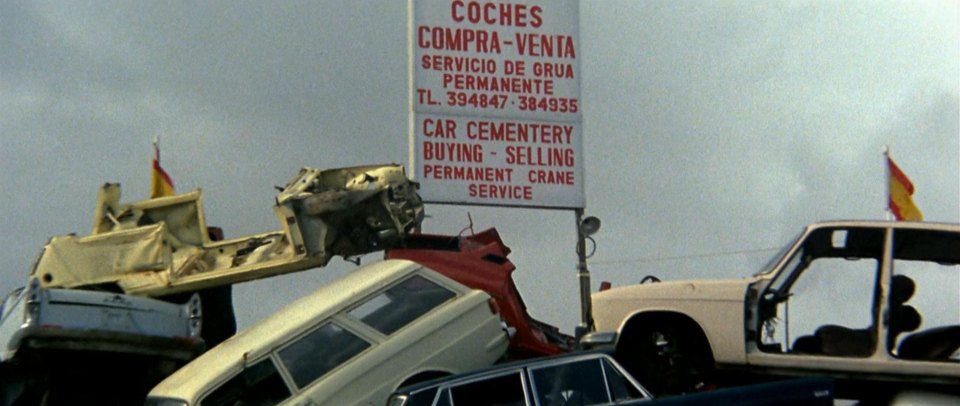 COCHES
COMPRA-VENTA
SERVICIO DE GRUA
PERMANENTE
TL. 394847·384935
CAR CEMENTERY
BUYING - SELLING
PERMANENT CRANE
SERVICE